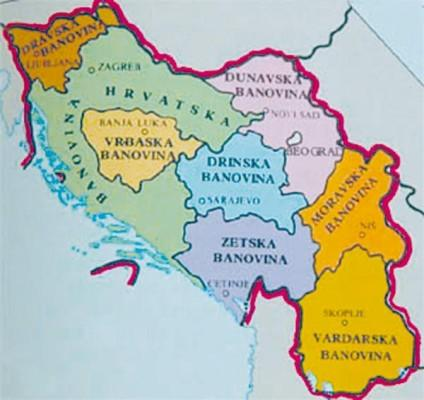 DRAVSKA
BANOVINA
LJUBLJANA
ZAGREB
BANOVINA HRVATSKA
DUNAVSKA
BANOVINA
NOVI SAD
BANJA LUKA
VRBASKA
BANOVINA
BEOGRAD
DRINSKA
BANOVINA
SARAJEVO
MORAVSKA
BANOVINA
NIŠ
ZETSKA
BANOVINA
CETINJE
SKOPLJE
VARDARSKA
BANOVINA